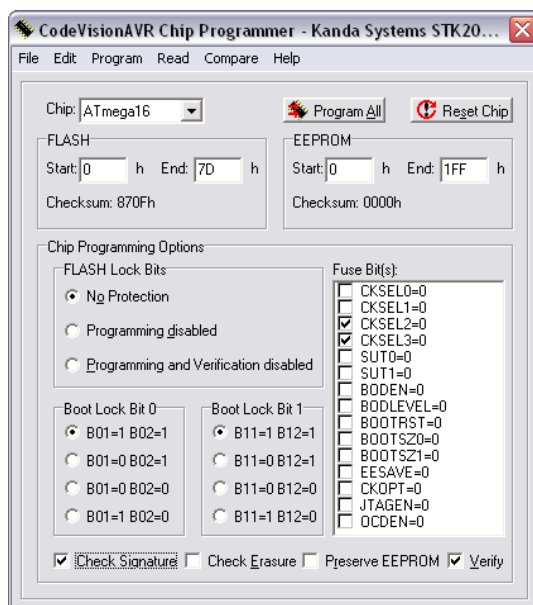 CodeVisionAVR Chip Programmer - Kanda Systems STK20...
File Edit Program Read Compare Help
Chip: ATmega16 Program All Reset Chip
FLASH
Start: 0 h End: 7D h
Checksum: 870Fh
EEPROM
Start: 0 h End: 1FF h
Checksum: 0000h
Chip Programming Options
FLASH Lock Bits
No Protection
Programming disabled
Programming and Verification disabled
Fuse Bit(s):
CKSEL0=0
CKSEL1=0
CKSEL2=0
CKSEL3=0
SUT0=0
SUT1=0
BODEN=0
BODLEVEL=0
BOOTRST=0
BOOTSZ0=0
BOOTSZ1=0
EESAVE=0
CKOPT=0
JTAGEN=0
OCDEN=0
Boot Lock Bit 0
B01=1 B02=1
B01=0 B02=1
B01=0 B02=0
B01=1 B02=0
Boot Lock Bit 1
B11=1 B12=1
B11=0 B12=1
B11=0 B12=0
B11=1 B12=0
Check Signature Check Erasure Preserve EEPROM Verify